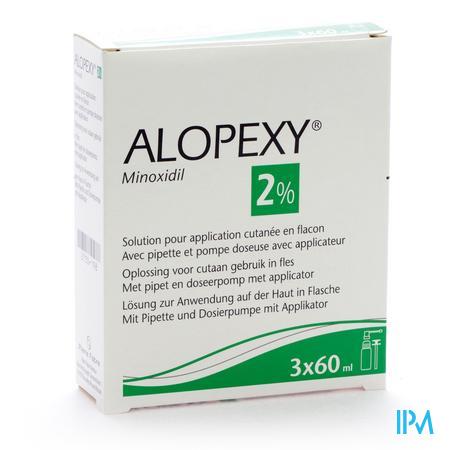 ALOPEXY®
Minoxidil
2%
Solution pour application cutanée en flacon
Avec pipette et pompe doseuse avec applicateur
Oplossing voor cutaan gebruik in fles
Met pipet en doseerpomp met applicator
Lösung zur Anwendung auf der Haut in Flasche
Mit Pipette und Dosierpumpe mit Applikator
3x60 ml
ALOPEXY® 2%
IPM